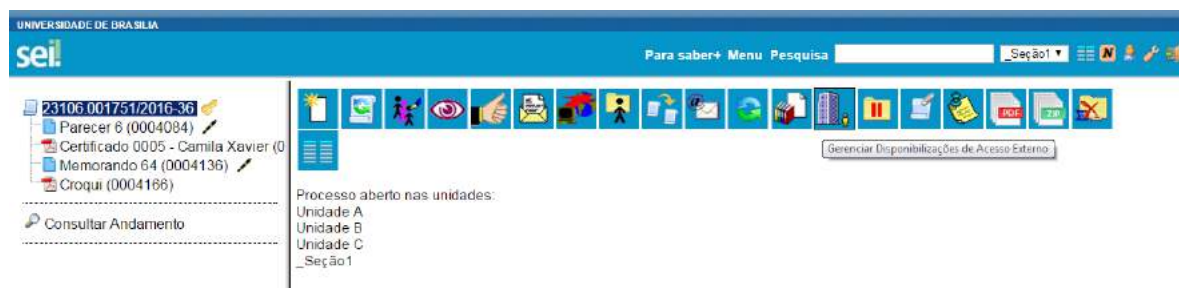 UNIVERSIDADE DE BRASILIA
sei!
Para saber+ Menu Pesquisa
_Seção1
N
23106.001751/2016-36
Parecer 6 (0004084)
Certificado 0005 - Camila Xavier (0
Memorando 64 (0004136)
Croqui (0004166)
Consultar Andamento
PDF
ZIP
Gerenciar Disponibilizações de Acesso Externo
Processo aberto nas unidades:
Unidade A
Unidade B
Unidade C
_Seção1